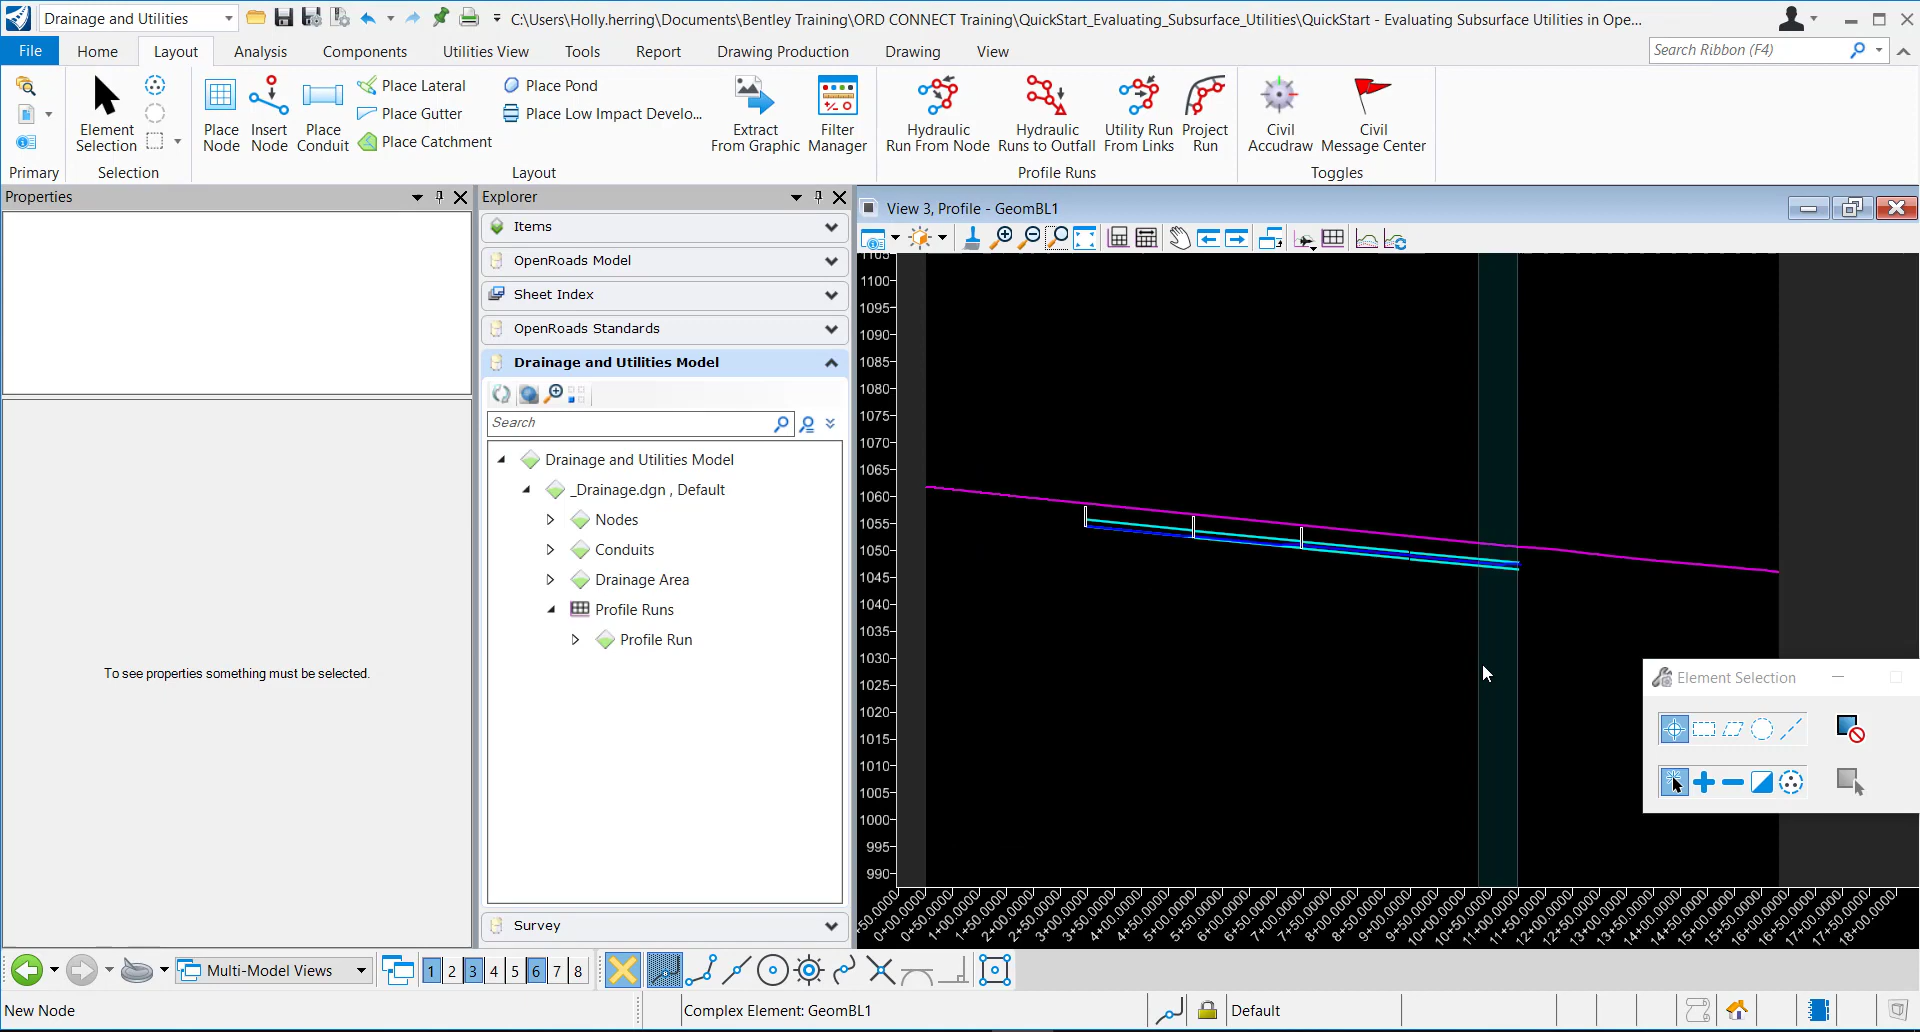 Drainage and Utilities
C:\Users\Holly.herring\Documents\Bentley Training\ORD CONNECT Training\QuickStart_Evaluating_Subsurface_Utilities\QuickStart - Evaluating Subsurface Utilities in Ope...
File
Home
Layout
Analysis
Components
Utilities View
Tools
Report
Drawing Production
Drawing
View
Search Ribbon (F4)
Element Selection
Place Node
Insert Node
Place Conduit
Place Lateral
Place Gutter
Place Catchment
Place Pond
Place Low Impact Develo...
Extract From Graphic
Filter Manager
Hydraulic Run From Node
Hydraulic Runs to Outfall
Utility Run From Links
Project Run
Civil Accudraw
Civil Message Center
Primary
Selection
Layout
Profile Runs
Toggles
Properties
To see properties something must be selected.
Explorer
Items
OpenRoads Model
Sheet Index
OpenRoads Standards
Drainage and Utilities Model
Search
Drainage and Utilities Model
_Drainage.dgn , Default
Nodes
Conduits
Drainage Area
Profile Runs
Profile Run
Survey
View 3, Profile - GeomBL1
1105
1100
1095
1090
1085
1080
1075
1070
1065
1060
1055
1050
1045
1040
1035
1030
1025
1020
1015
1010
1005
1000
995
990
+50.0000
0+00.0000
0+50.0000
1+00.0000
1+50.0000
2+00.0000
2+50.0000
3+00.0000
3+50.0000
4+00.0000
4+50.0000
5+00.0000
5+50.0000
6+00.0000
6+50.0000
7+00.0000
7+50.0000
8+00.0000
8+50.0000
9+00.0000
9+50.0000
10+00.0000
10+50.0000
11+00.0000
11+50.0000
12+00.0000
12+50.0000
13+00.0000
13+50.0000
14+00.0000
14+50.0000
15+00.0000
15+50.0000
16+00.0000
16+50.0000
17+00.0000
17+50.0000
18+00.0000
Element Selection
Multi-Model Views
1 2 3 4 5 6 7 8
New Node
Complex Element: GeomBL1
Default